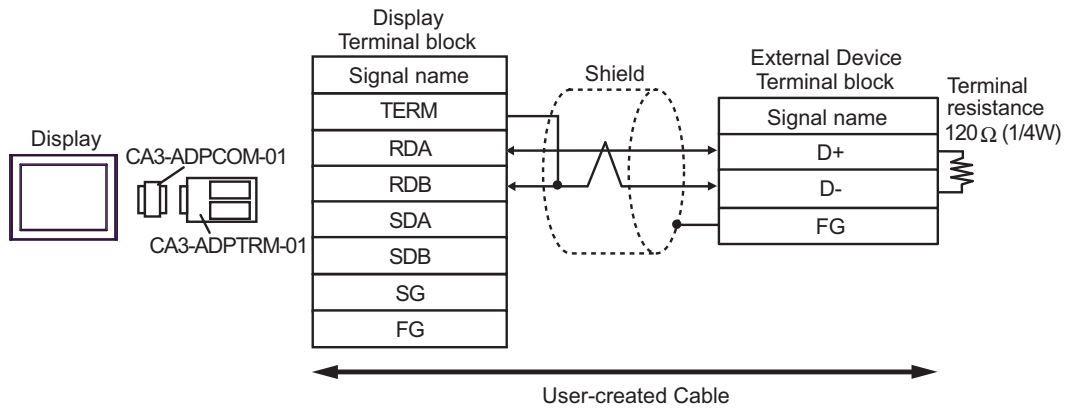 Display
Terminal block
Signal name
TERM
RDA
RDB
SDA
SDB
SG
FG
Display
CA3-ADPCOM-01
CA3-ADPTRM-01
Shield
External Device
Terminal block
Signal name
D+
D-
FG
Terminal
resistance
120 Ω (1/4W)
User-created Cable